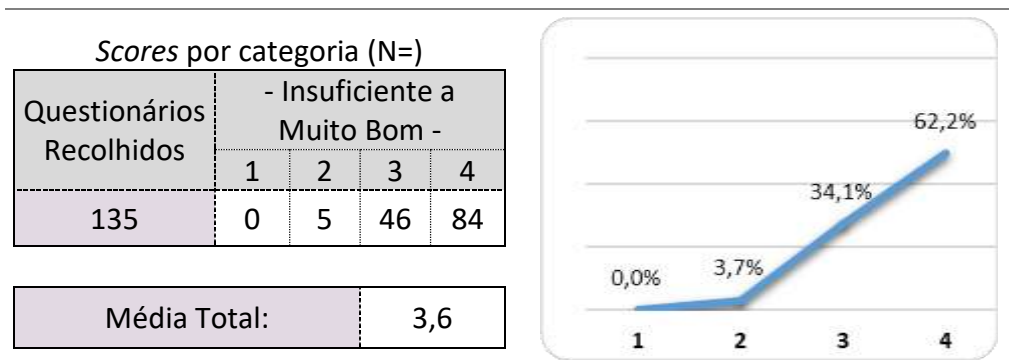 Scores por categoria (N=)
Questionários Recolhidos
- Insuficiente a
Muito Bom -
1 2 3 4
135 0 5 46 84
Média Total: 3,6
62,2%
34,1%
3,7%
0,0%
1 2 3 4